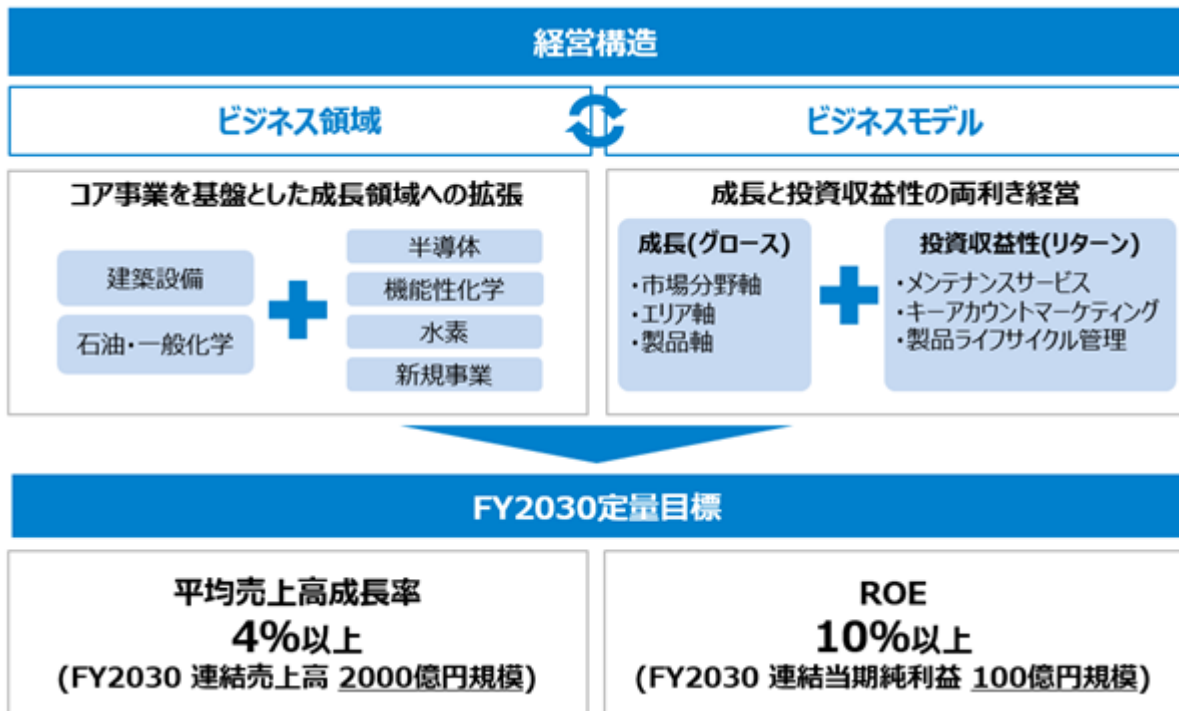 経営構造
ビジネス領域
ビジネスモデル
コア事業を基盤とした成長領域への拡張
建築設備
石油・一般化学
半導体
機能性化学
水素
新規事業
成長と投資収益性の両利き経営
成長(グロース)
・市場分野軸
・エリア軸
・製品軸
投資収益性(リターン)
・メンテナンスサービス
・キーアカウントマーケティング
・製品ライフサイクル管理
FY2030定量目標
平均売上高成長率
4%以上
(FY2030 連結売上高 2000億円規模)
ROE
10%以上
(FY2030 連結当期純利益 100億円規模)